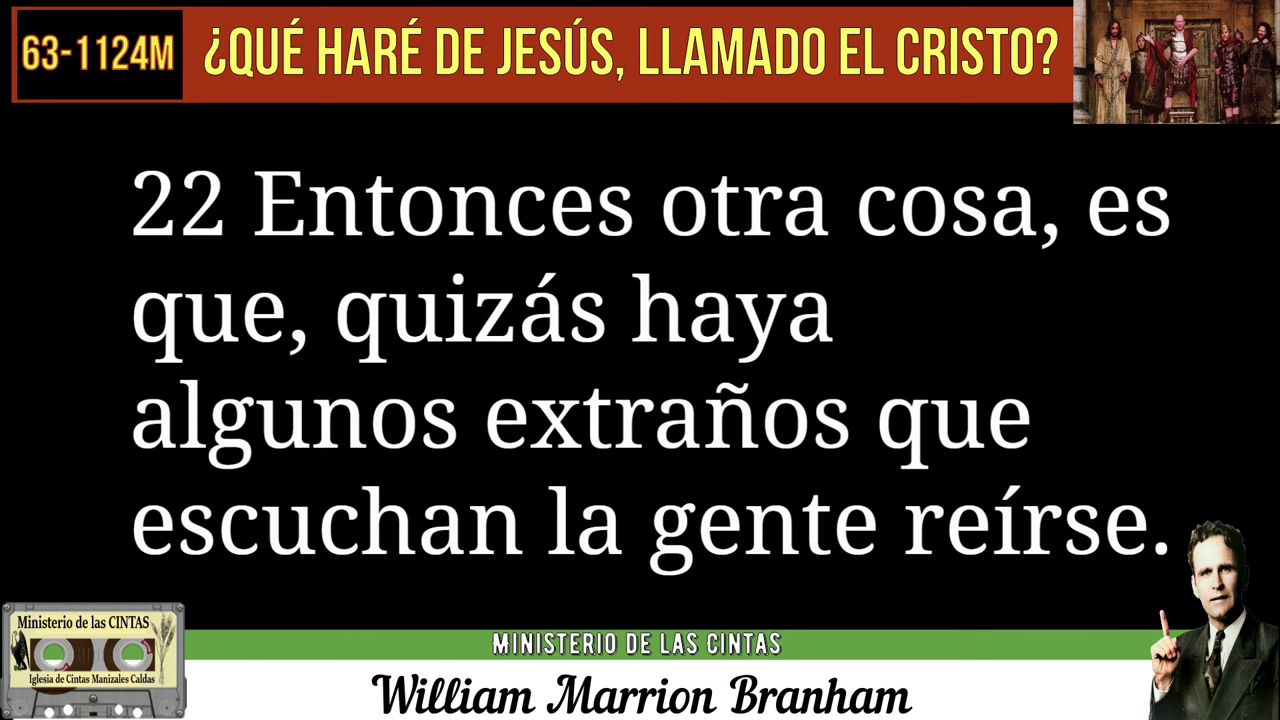 63-1124M
¿QUÉ HARÉ DE JESÚS, LLAMADO EL CRISTO?
22 Entonces otra cosa, es
que, quizás haya
algunos extraños que
escuchan la gente reírse.
Ministerio de las CINTAS
Iglesia de Cintas Manizales Caldas
MINISTERIO DE LAS CINTAS
William Marrion Branham